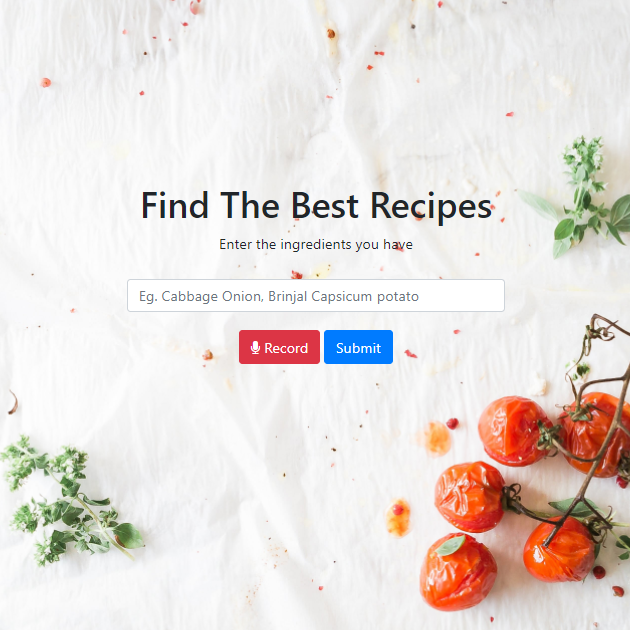 Find The Best Recipes
Enter the ingredients you have
Eg. Cabbage Onion, Brinjal Capsicum potato
Record
Submit